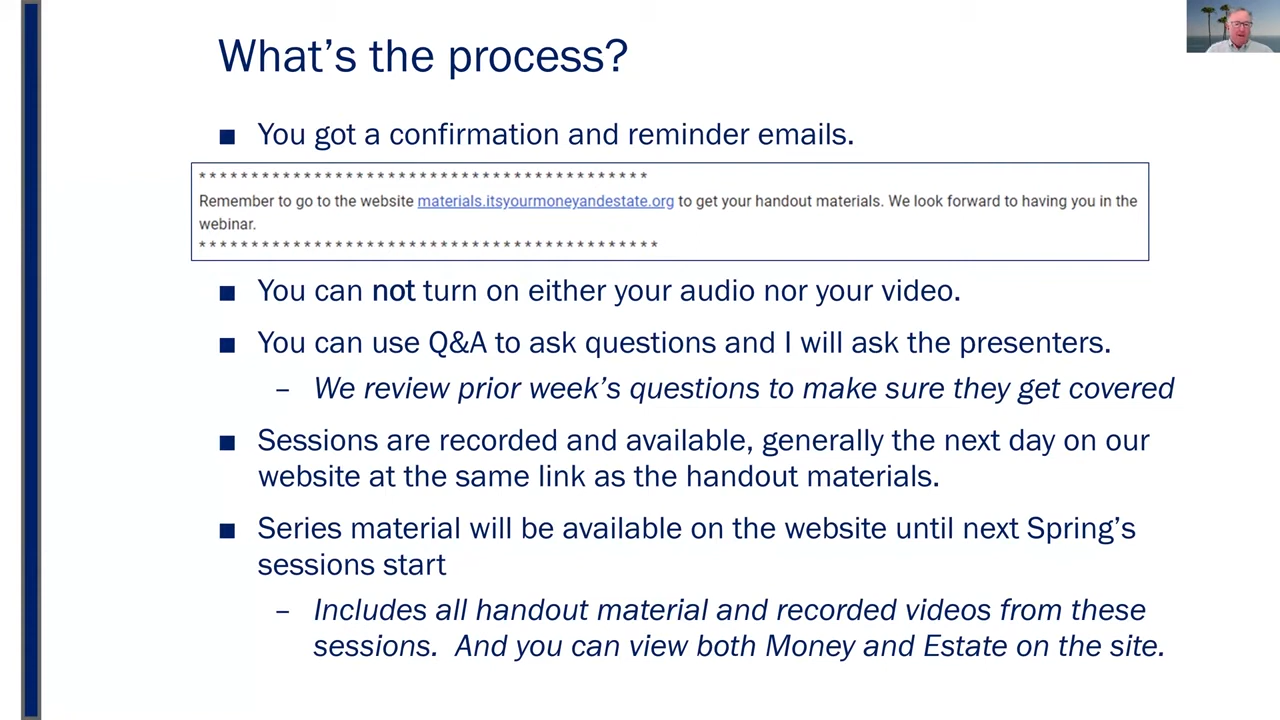 What's the process?
■ You got a confirmation and reminder emails.
* * * * * * * * * * * * * * * * * * * * * * * * * * * * * * * * * * * * * * * * * * *
Remember to go to the website materials.itsyourmoneyandestate.org to get your handout materials. We look forward to having you in the
webinar.
* * * * * * * * * * * * * * * * * * * * * * * * * * * * * * * * * * * * * * * * * * * *
■ You can not turn on either your audio nor your video.
■ You can use Q&A to ask questions and I will ask the presenters.
– We review prior week's questions to make sure they get covered
■ Sessions are recorded and available, generally the next day on our
website at the same link as the handout materials.
■ Series material will be available on the website until next Spring's
sessions start
– Includes all handout material and recorded videos from these
sessions.  And you can view both Money and Estate on the site.